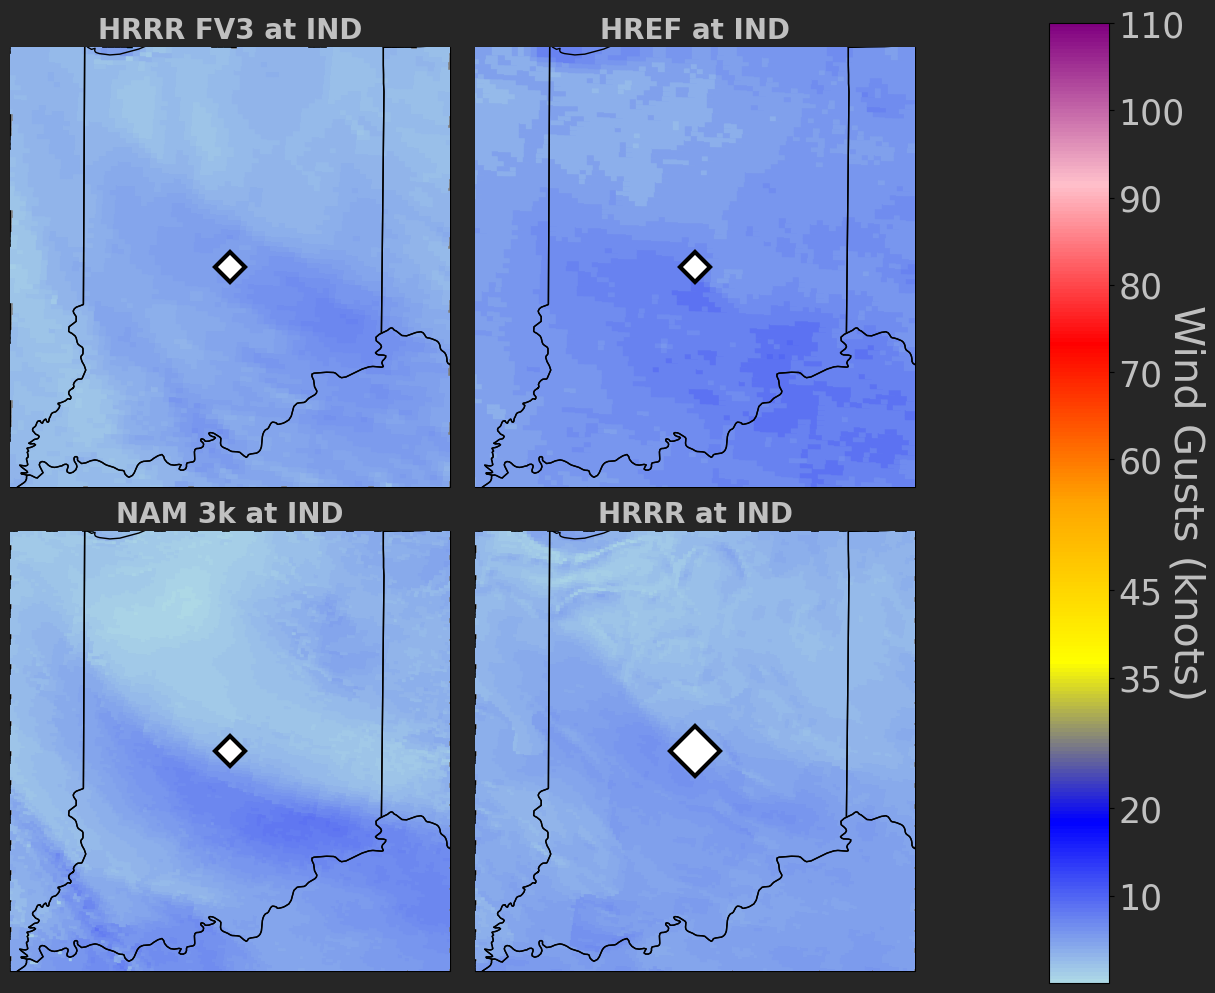 HRRR FV3 at IND
HREF at IND
NAM 3k at IND
HRRR at IND
110
100
90
80
70
60
45
35
20
10
Wind Gusts (knots)